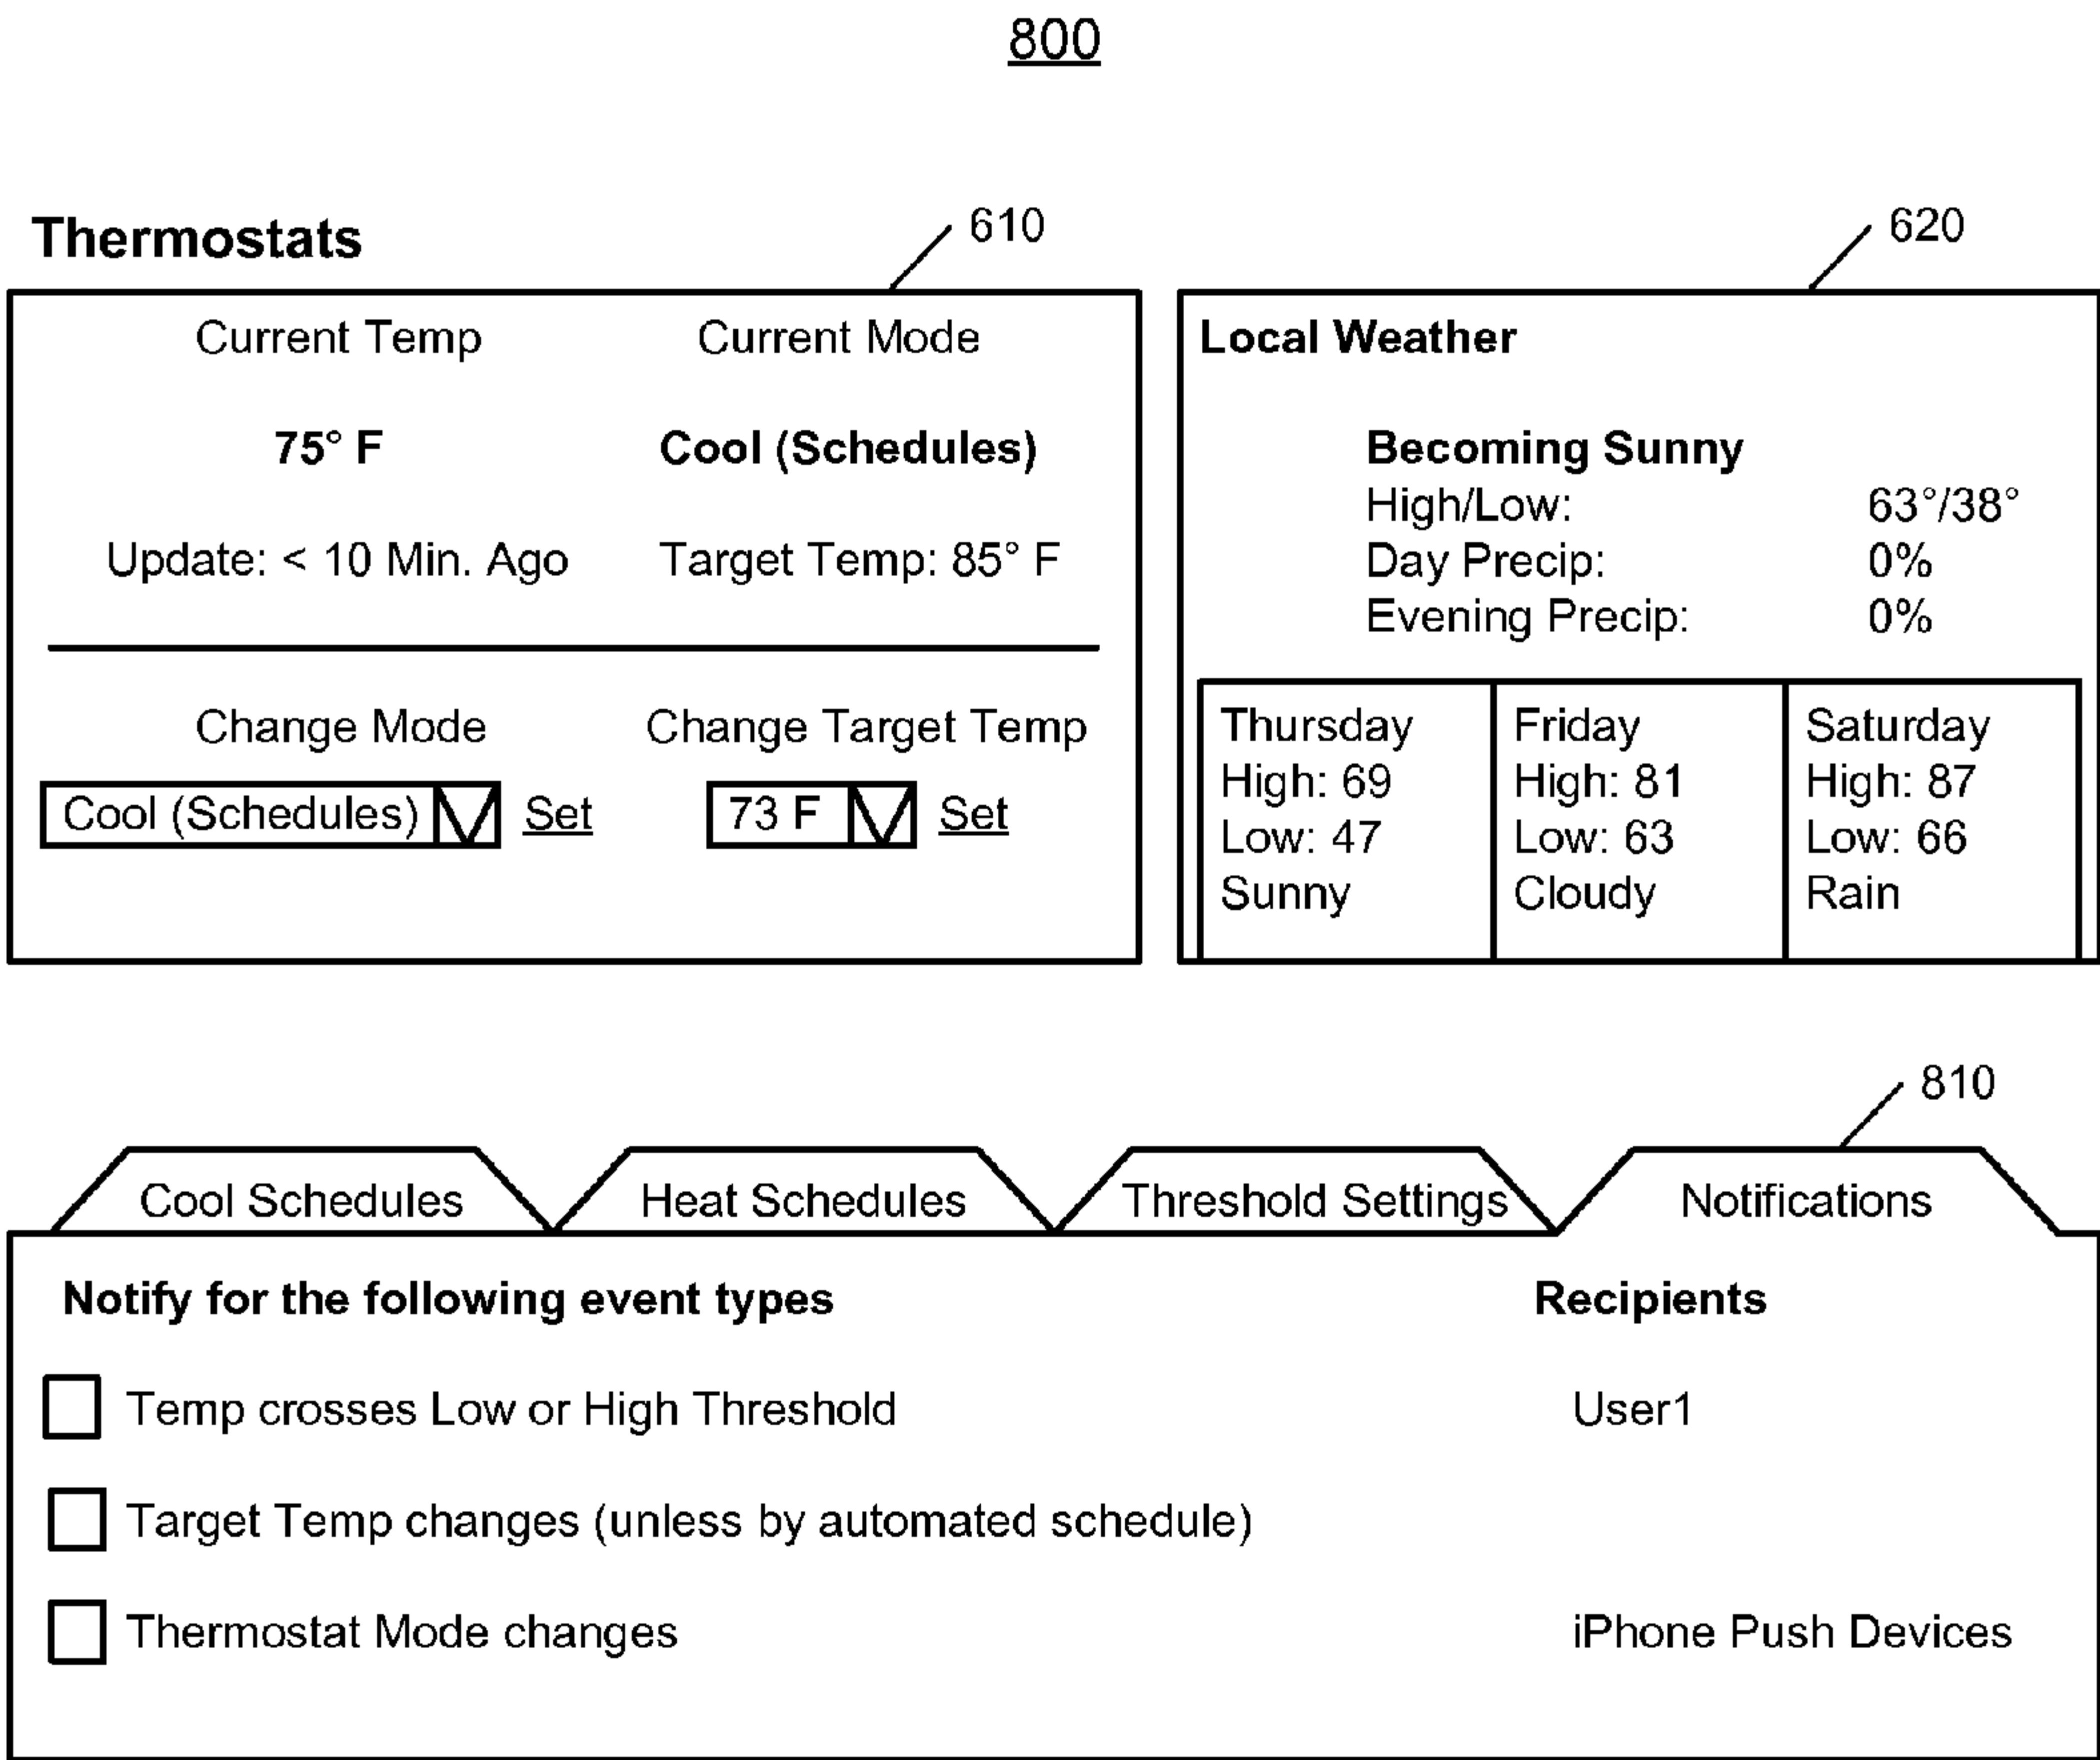 800
Thermostats
610
620
Current Temp
Current Mode
75° F
Cool (Schedules)
Update: < 10 Min. Ago
Target Temp: 85° F
Change Mode
Change Target Temp
Cool (Schedules)
Set
73 F
Set
Local Weather
Becoming Sunny
High/Low: 63°/38°
Day Precip: 0%
Evening Precip: 0%
Thursday
High: 69
Low: 47
Sunny
Friday
High: 81
Low: 63
Cloudy
Saturday
High: 87
Low: 66
Rain
810
Cool Schedules
Heat Schedules
Threshold Settings
Notifications
Notify for the following event types
Recipients
Temp crosses Low or High Threshold
User1
Target Temp changes (unless by automated schedule)
Thermostat Mode changes
iPhone Push Devices